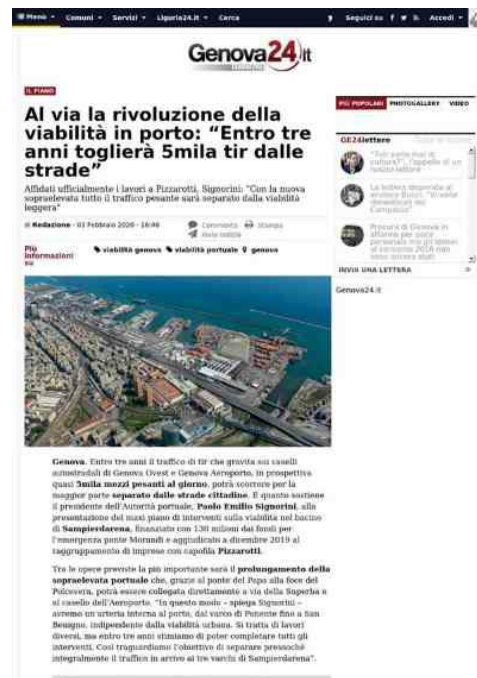 Menù Comuni Servizi Liguria24.it Cerca Seguici su Accedi
Genova24.it
IL PIANO
Al via la rivoluzione della
viabilità in porto: “Entro tre
anni toglierà 5mila tir dalle
strade”
Affidati ufficialmente i lavori a Pizzarotti, Signorini: “Con la nuova
sopraelevata tutto il traffico pesante sarà separato dalla viabilità
leggera”
di Redazione - 03 Febbraio 2020 - 18:46 Commenta Stampa
Invia notizia
Più
informazioni
su
viabilità genova viabilità portuale genova
PIÙ POPOLARI PHOTOGALLERY VIDEO
GE24lettere
INVIA UNA LETTERA
Genova24.it
Genova. Entro tre anni il traffico di tir che gravita sui caselli
autostradali di Genova Ovest e Genova Aeroporto, in prospettiva
quasi 5mila mezzi pesanti al giorno, potrà scorrere per la
maggior parte separato dalle strade cittadine. È quanto sostiene
il presidente dell'Autorità portuale, Paolo Emilio Signorini, alla
presentazione del maxi piano di interventi sulla viabilità nel bacino
di Sampierdarena, finanziato con 130 milioni dai fondi per
l'emergenza ponte Morandi e aggiudicato a dicembre 2019 al
raggruppamento di imprese con capofila Pizzarotti.
Tra le opere previste la più importante sarà il prolungamento della
sopraelevata portuale che, grazie al ponte del Papa alla foce del
Polcevera, potrà essere collegata direttamente a via della Superba e
al casello dell'Aeroporto. “In questo modo – spiega Signorini –
avremo un'arteria interna al porto, dal varco di Ponente fino a San
Benigno, indipendente dalla viabilità urbana. Si tratta di lavori
diversi, ma entro tre anni stimiamo di poter completare tutti gli
interventi. Così traguardiamo l'obiettivo di separare pressoché
integralmente il traffico in arrivo ai tre varchi di Sampierdarena”.